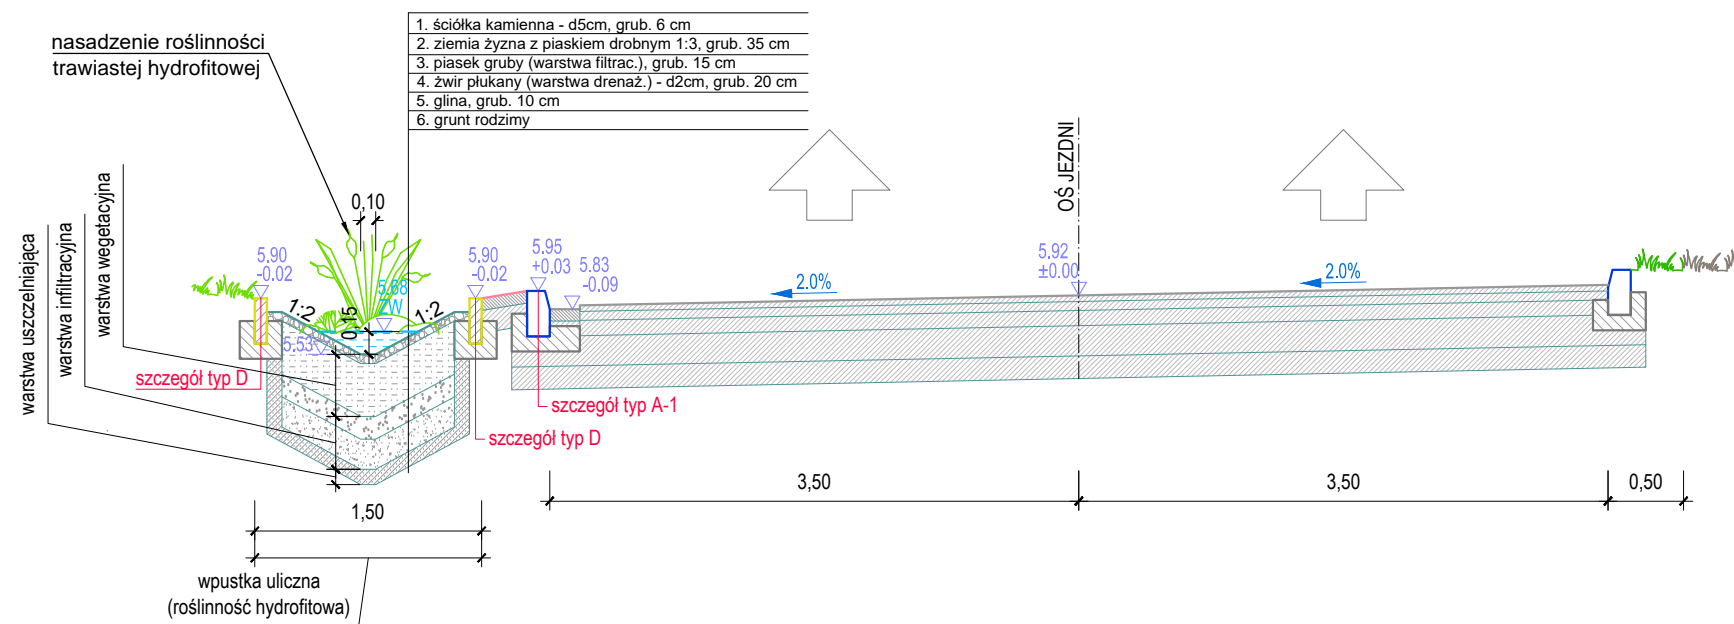 1. ściółka kamienna - d5cm, grub. 6 cm
2. ziemia żyzna z piaskiem drobnym 1:3, grub. 35 cm
3. piasek gruby (warstwa filtrac.), grub. 15 cm
4. żwir płukany (warstwa drenaż.) - d2cm, grub. 20 cm
5. glina, grub. 10 cm
6. grunt rodzimy
nasadzenie roślinności
trawiastej hydrofitowej
warstwa uszczelniająca
warstwa infiltracyjna
warstwa wegetacyjna
0,10
5.90
-0.02
5.68
ZW
1:2
1:2
0,15
5.53
5.90
-0.02
5.95
+0.03
5.83
-0.09
2.0%
OŚ JEZDNI
5.92
±0.00
2.0%
szczegół typ D
szczegół typ A-1
szczegół typ D
3,50
3,50
0,50
1,50
wpustka uliczna
(roślinność hydrofitowa)